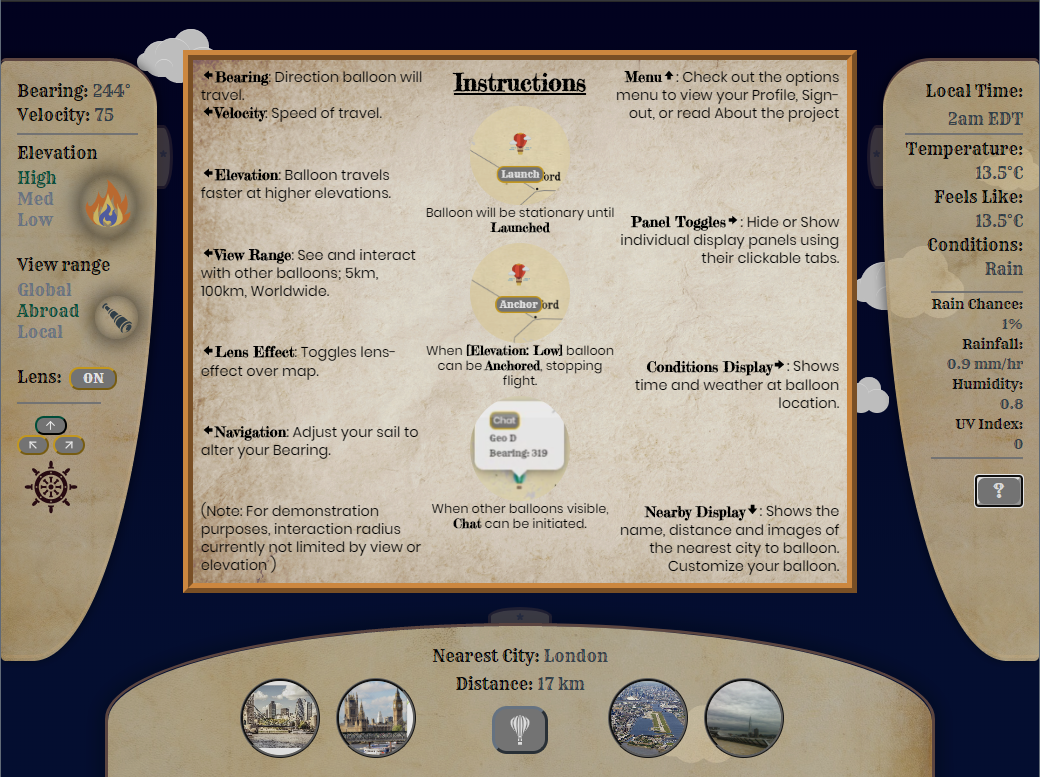 Bearing: 244°
Velocity: 75
Elevation
High
Med
Low
View range
Global
Abroad
Local
Lens: ON
Instructions
Bearing: Direction balloon will
travel.
Velocity: Speed of travel.
Elevation: Balloon travels
faster at higher elevations.
View Range: See and interact
with other balloons; 5km,
100km, Worldwide.
Lens Effect: Toggles lens-
effect over map.
Navigation: Adjust your sail to
alter your Bearing.
(Note: For demonstration
purposes, interaction radius
currently not limited by view or
elevation )
Launch ord
Balloon will be stationary until
Launched
Anchor ord
When [Elevation: Low] balloon
can be Anchored, stopping
flight.
Chat
Geo D
Bearing: 319
When other balloons visible,
Chat can be initiated.
Menu : Check out the options
menu to view your Profile, Sign-
out, or read About the project
Panel Toggles : Hide or Show
individual display panels using
their clickable tabs.
Conditions Display : Shows
time and weather at balloon
location.
Nearby Display : Shows the
name, distance and images of
the nearest city to balloon.
Customize your balloon.
Local Time:
2am EDT
Temperature:
13.5°C
Feels Like:
13.5°C
Conditions:
Rain
Rain Chance:
1%
Rainfall:
0.9 mm/hr
Humidity:
0.8
UV Index:
0
?
Nearest City: London
Distance: 17 km